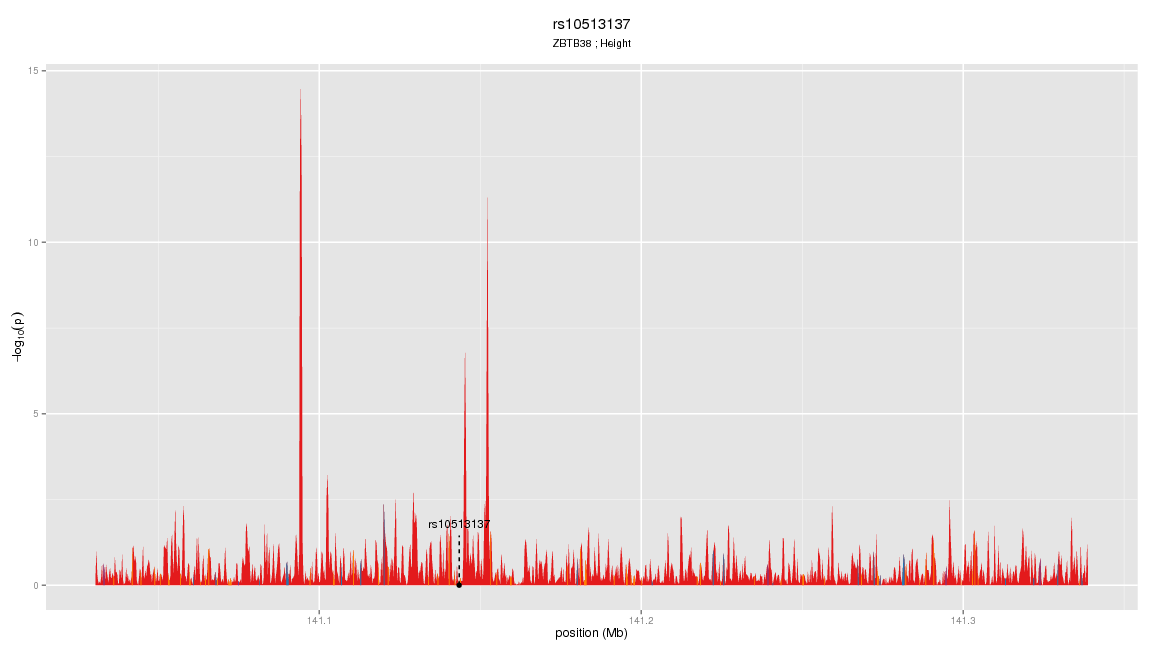 rs10513137
ZBTB38 ; Height
15
10
5
0
−log10(p)
rs10513137
141.1
141.2
141.3
position (Mb)